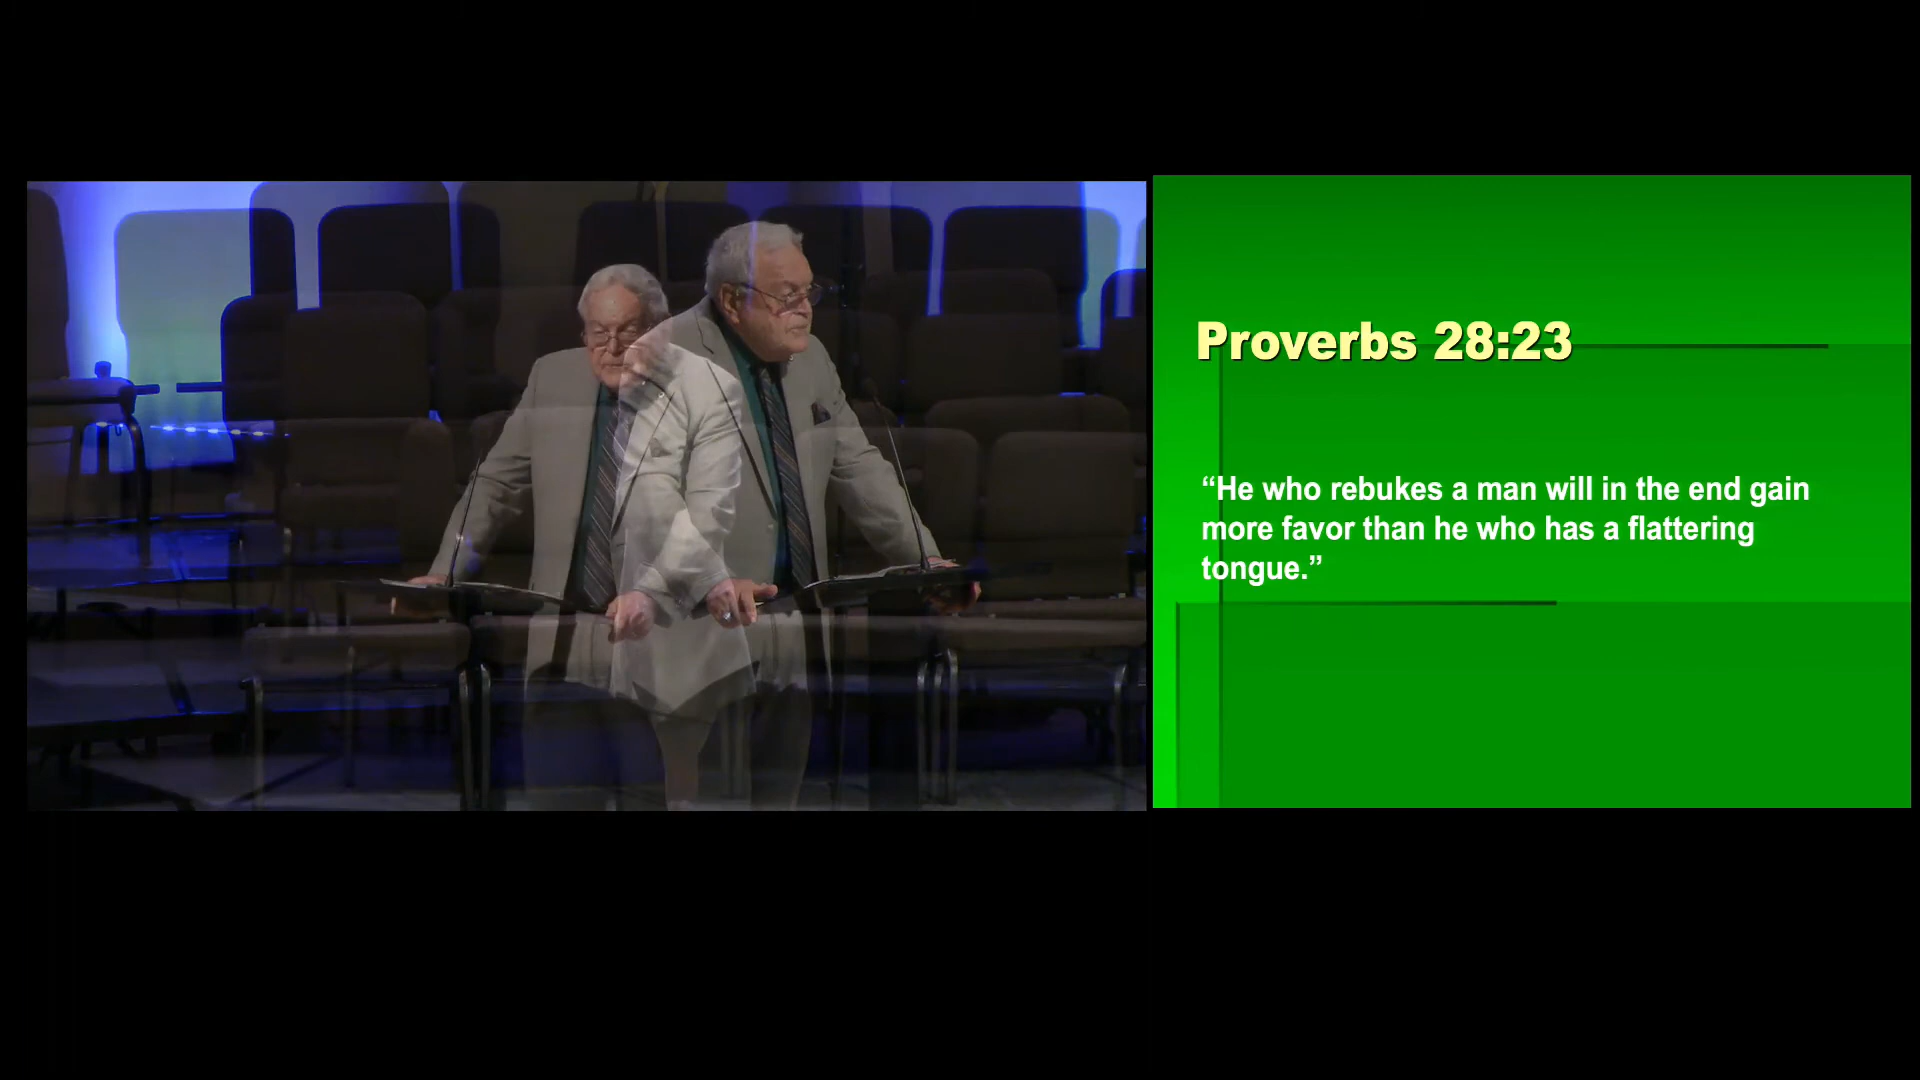 Proverbs 28:23
“He who rebukes a man will in the end gain
more favor than he who has a flattering
tongue.”